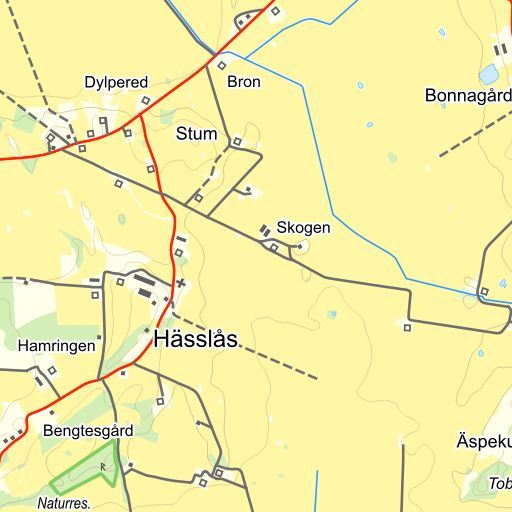 Dylpered
Bron
Bonnagård
Stum
Skogen
Hässlås
Hamringen
Bengtesgård
Äspeku
Tob
R
Naturres.